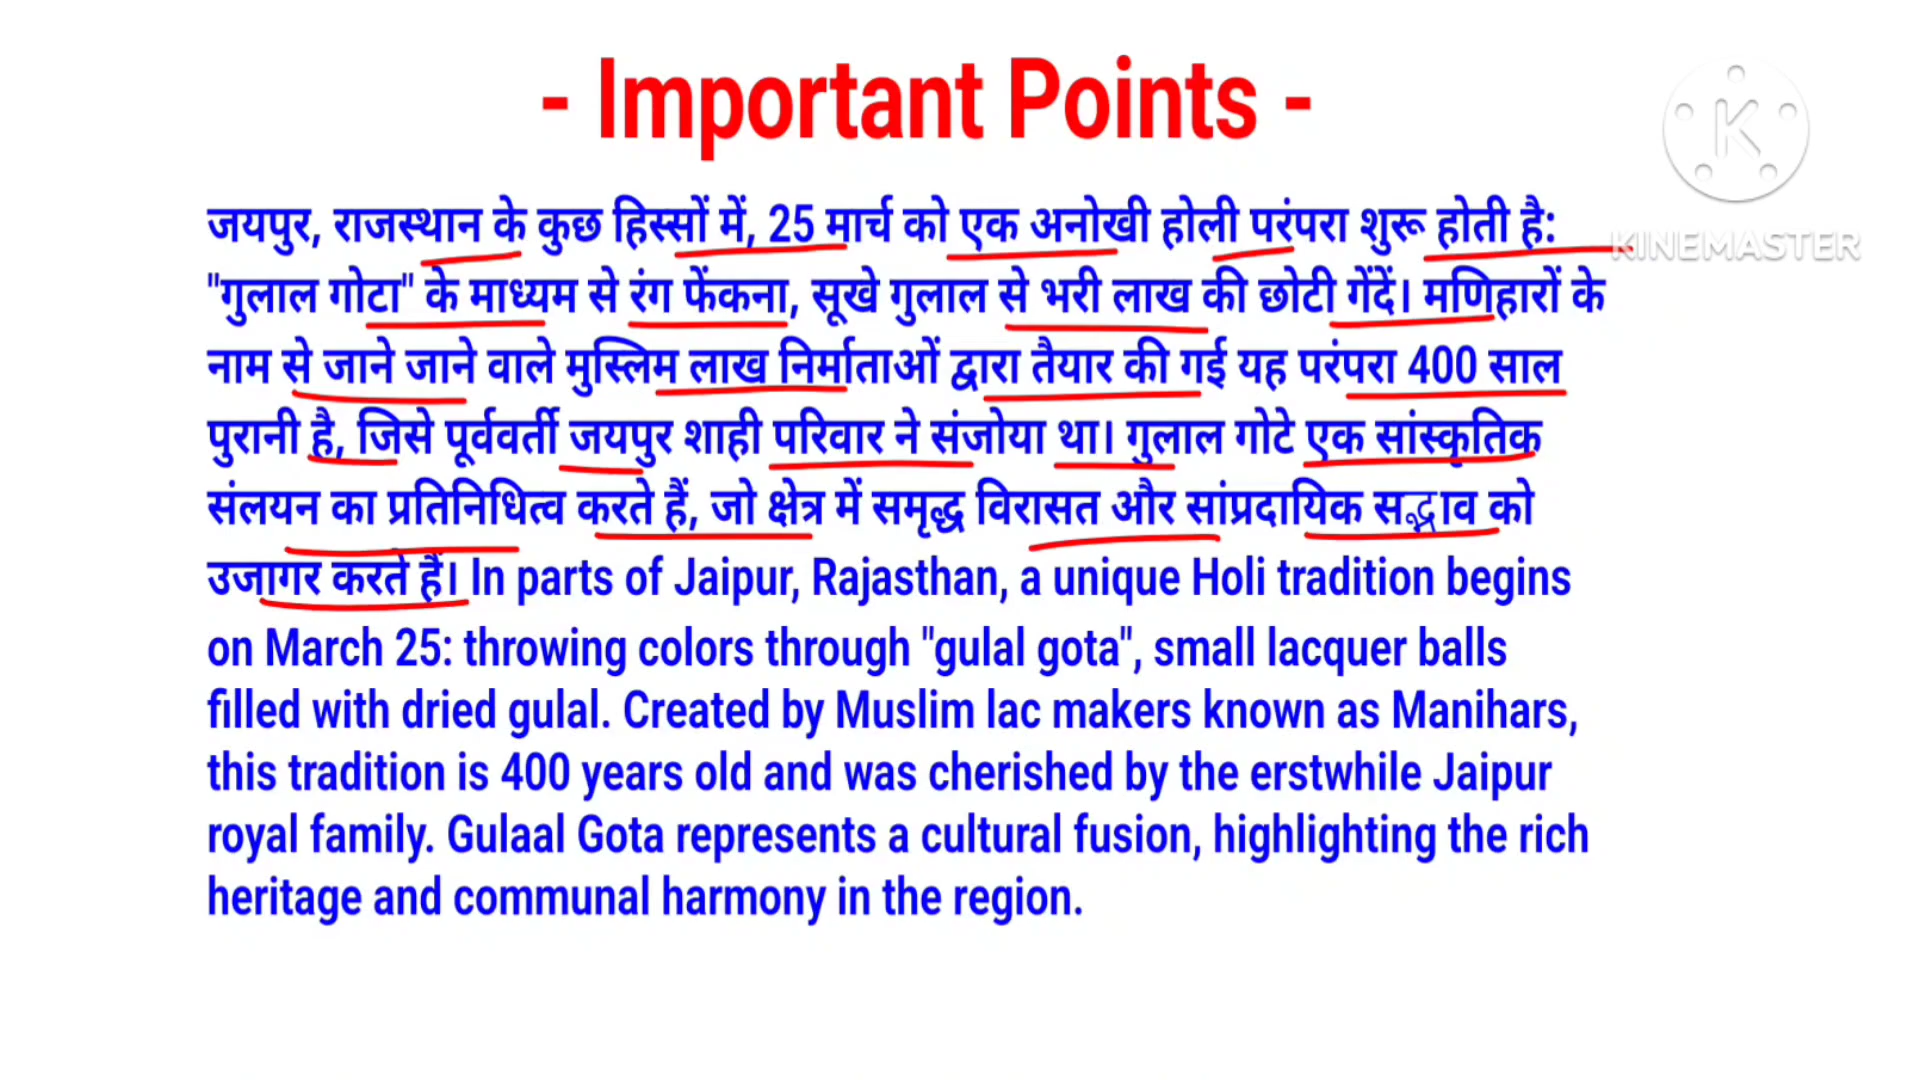 - Important Points -
जयपुर, राजस्थान के कुछ हिस्सों में, 25 मार्च को एक अनोखी होली परंपरा शुरू होती है:
"गुलाल गोटा" के माध्यम से रंग फेंकना, सूखे गुलाल से भरी लाख की छोटी गेंदें। मणिहारों के
नाम से जाने जाने वाले मुस्लिम लाख निर्माताओं द्वारा तैयार की गई यह परंपरा 400 साल
पुरानी है, जिसे पूर्ववर्ती जयपुर शाही परिवार ने संजोया था। गुलाल गोटे एक सांस्कृतिक
संलयन का प्रतिनिधित्व करते हैं, जो क्षेत्र में समृद्ध विरासत और सांप्रदायिक सद्भाव को
उजागर करते हैं। In parts of Jaipur, Rajasthan, a unique Holi tradition begins
on March 25: throwing colors through "gulal gota", small lacquer balls
filled with dried gulal. Created by Muslim lac makers known as Manihars,
this tradition is 400 years old and was cherished by the erstwhile Jaipur
royal family. Gulaal Gota represents a cultural fusion, highlighting the rich
heritage and communal harmony in the region.
K
KINEMASTER